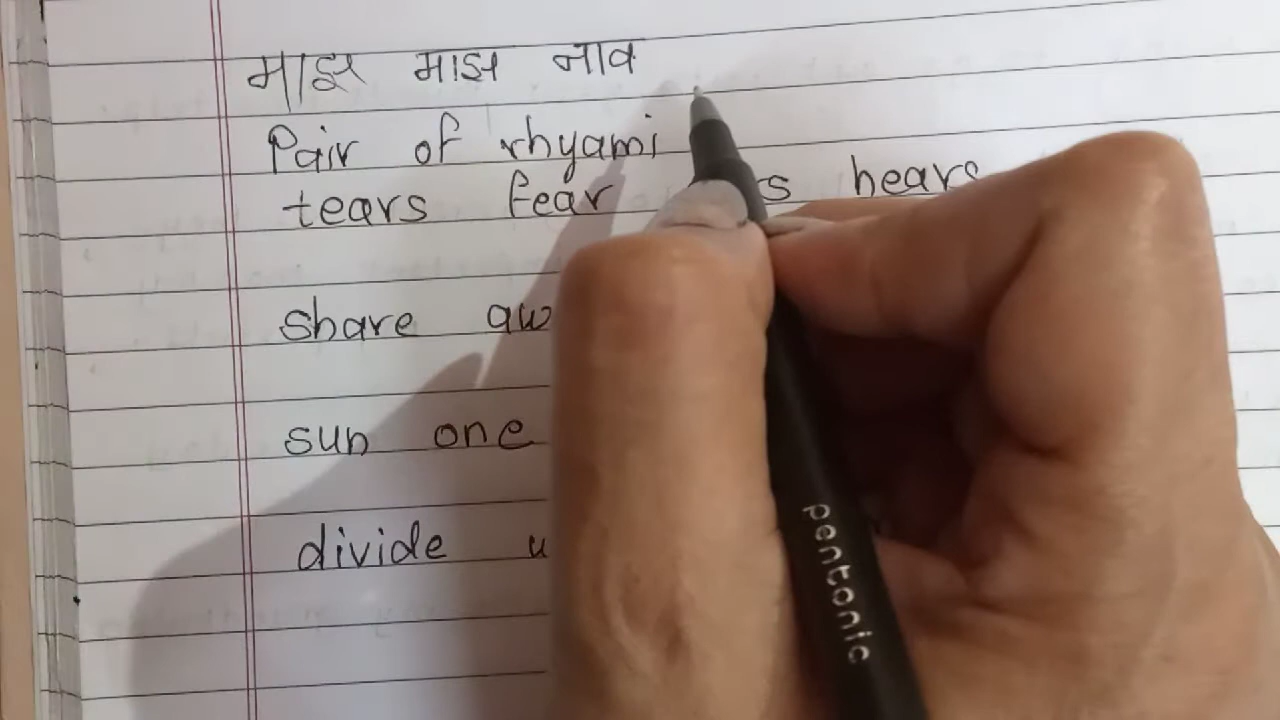 माझ माझ नाव
Pair of rhyami
tears fear hears
share
sun one
divide
pentonic